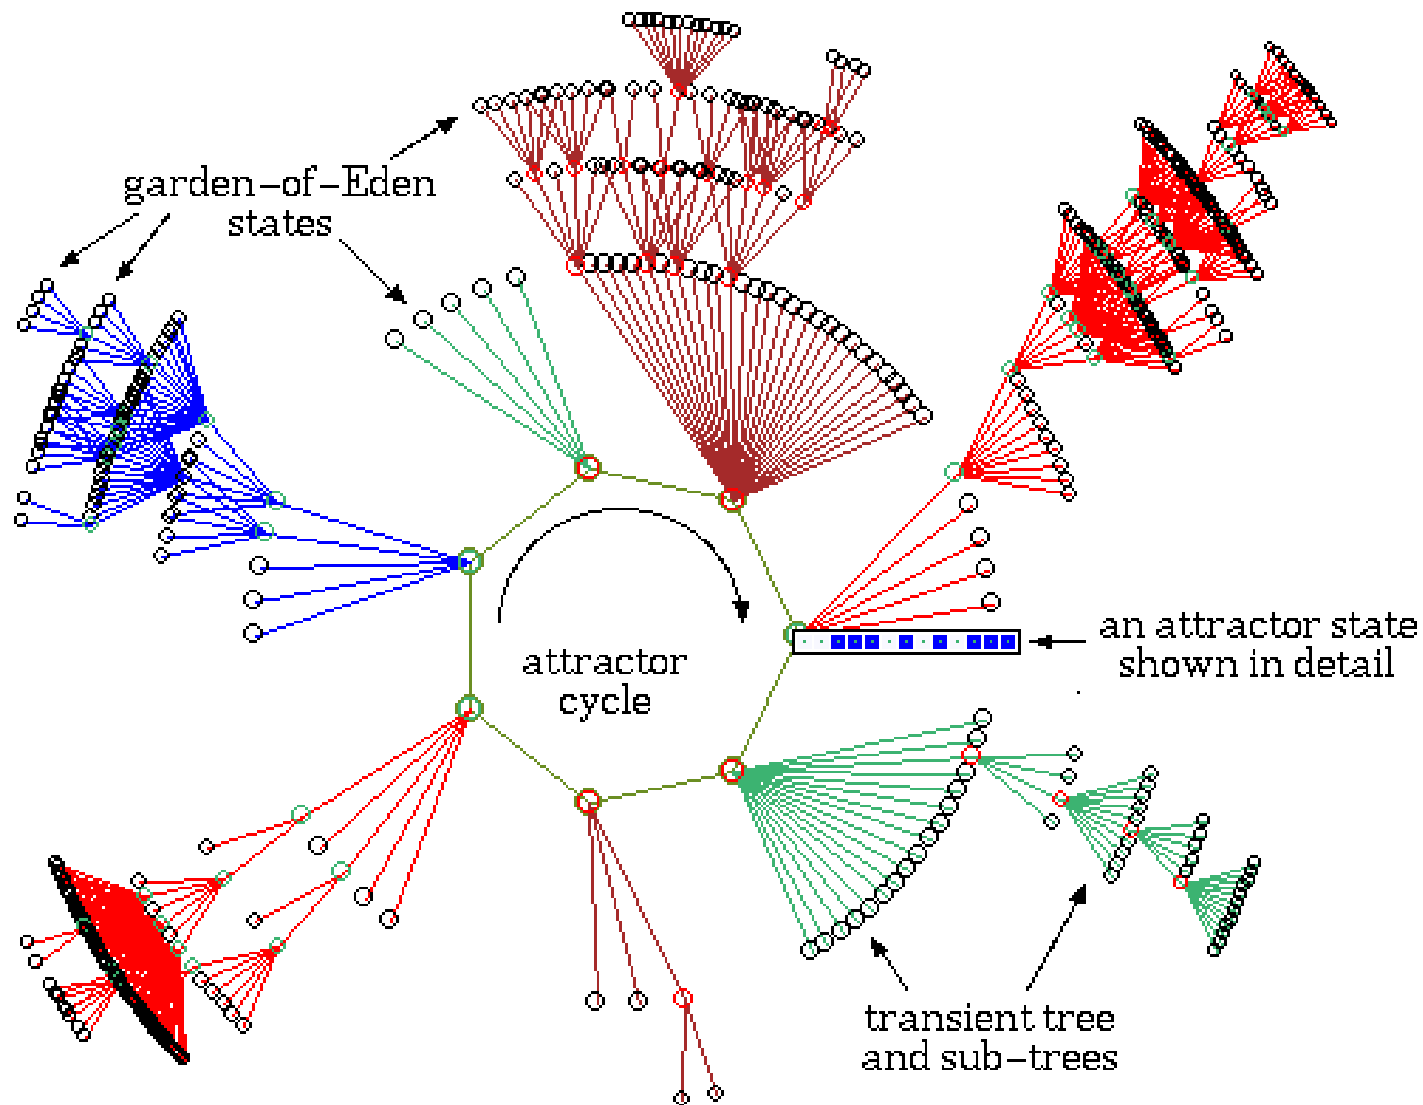 garden-of-Eden
states
attractor
cycle
an attractor state
shown in detail
transient tree
and sub-trees